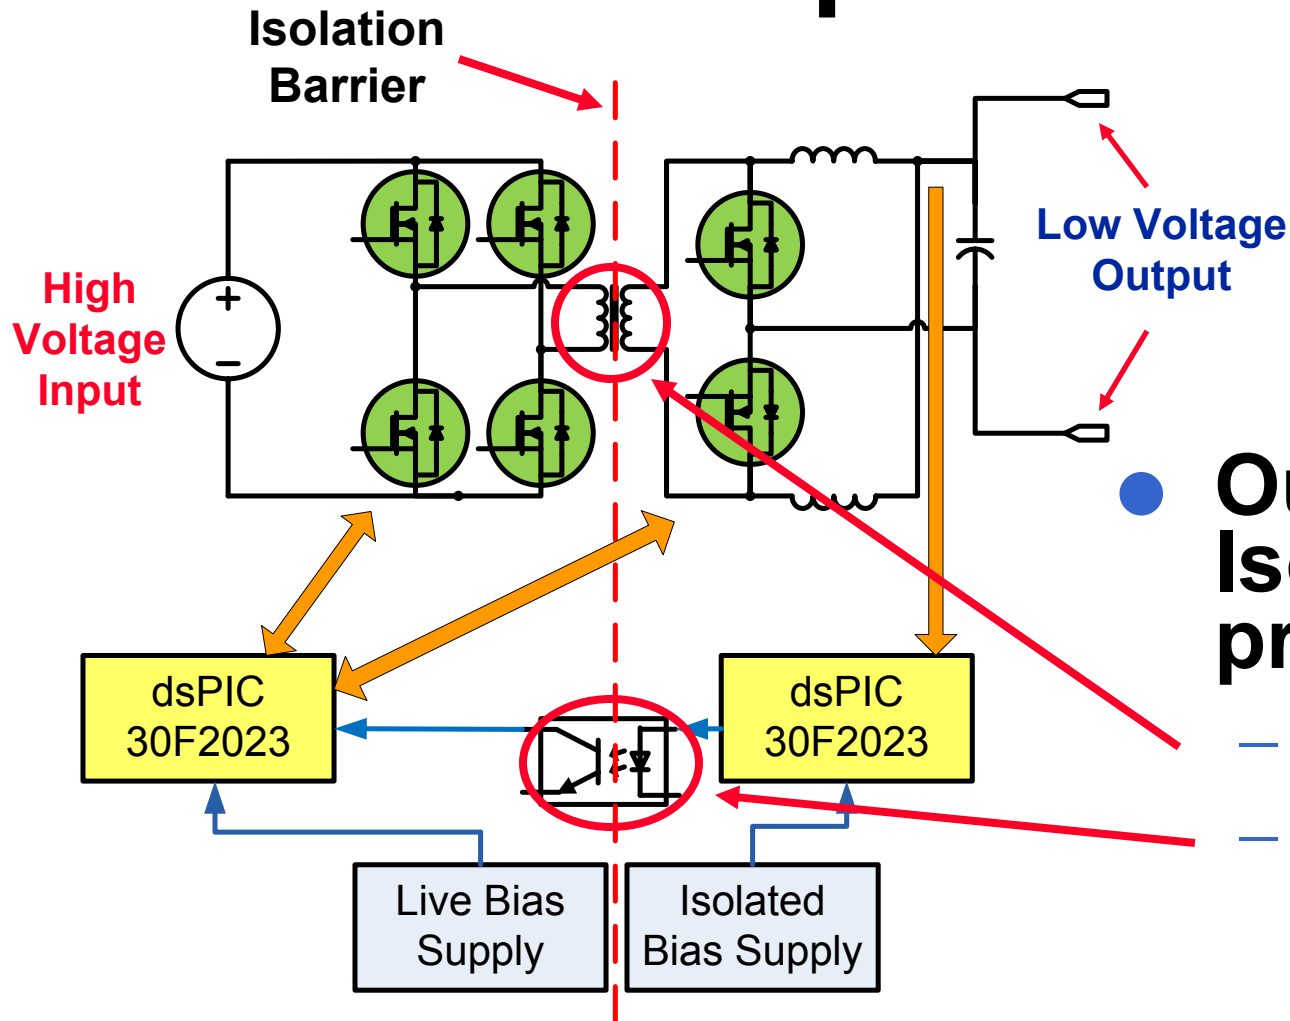 Isolation
Barrier
High
Voltage
Input
Low Voltage
Output
dsPIC
30F2023
dsPIC
30F2023
Live Bias
Supply
Isolated
Bias Supply